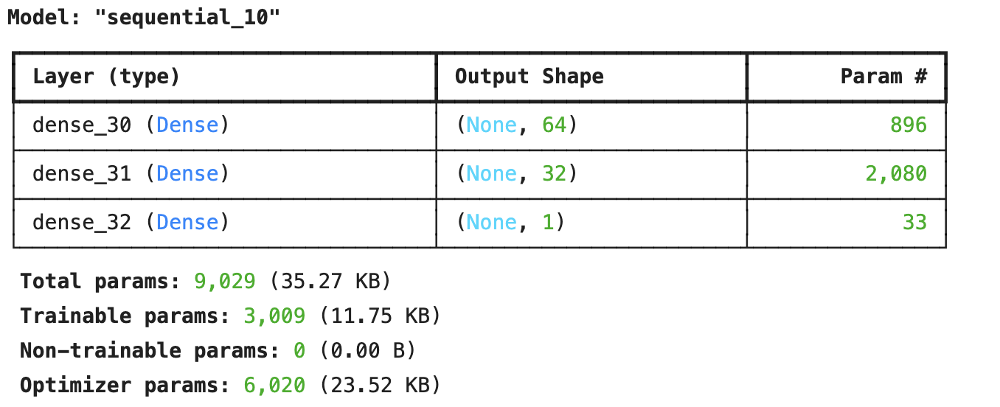 Model: "sequential_10"
Layer (type) Output Shape Param #
dense_30 (Dense) (None, 64) 896
dense_31 (Dense) (None, 32) 2,080
dense_32 (Dense) (None, 1) 33
Total params: 9,029 (35.27 KB)
Trainable params: 3,009 (11.75 KB)
Non-trainable params: 0 (0.00 B)
Optimizer params: 6,020 (23.52 KB)